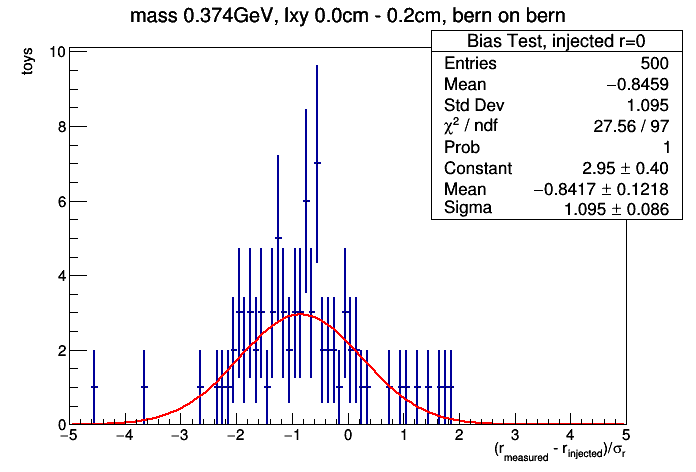 mass 0.374GeV, lxy 0.0cm - 0.2cm, bern on bern
Bias Test, injected r=0
Entries 500
Mean −0.8459
Std Dev 1.095
χ² / ndf 27.56 / 97
Prob 1
Constant 2.95 ± 0.40
Mean −0.8417 ± 0.1218
Sigma 1.095 ± 0.086
toys
10
8
6
4
2
0
−5 −4 −3 −2 −1 0 1 2 3 4 5
(r_measured - r_injected)/σ_r